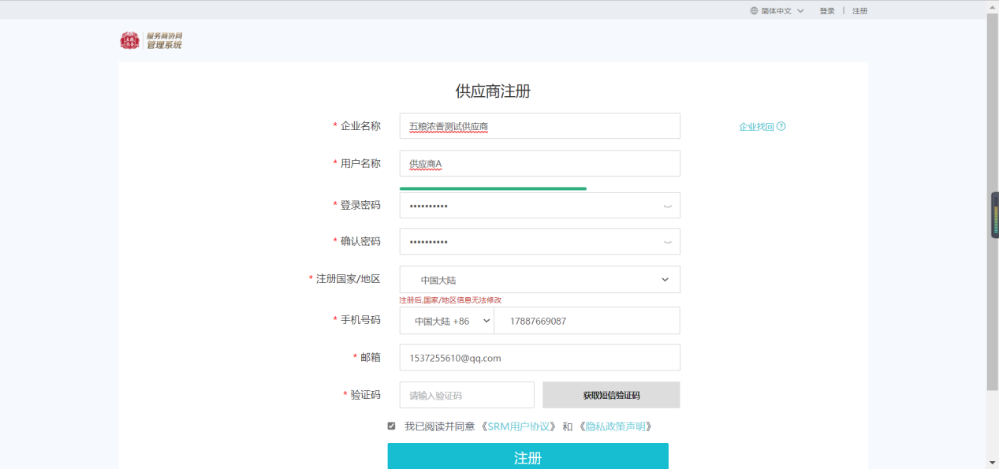 简体中文 登录 | 注册
服务商协同
管理系统
供应商注册
* 企业名称 五粮浓香测试供应商 企业找回
* 用户名称 供应商A
* 登录密码 ••••••••••
* 确认密码 ••••••••••
* 注册国家/地区 中国大陆
注册后,国家/地区信息无法修改
* 手机号码 中国大陆 +86 17887669087
* 邮箱 1537255610@qq.com
* 验证码 请输入验证码 获取短信验证码
我已阅读并同意《SRM用户协议》和《隐私政策声明》
注册